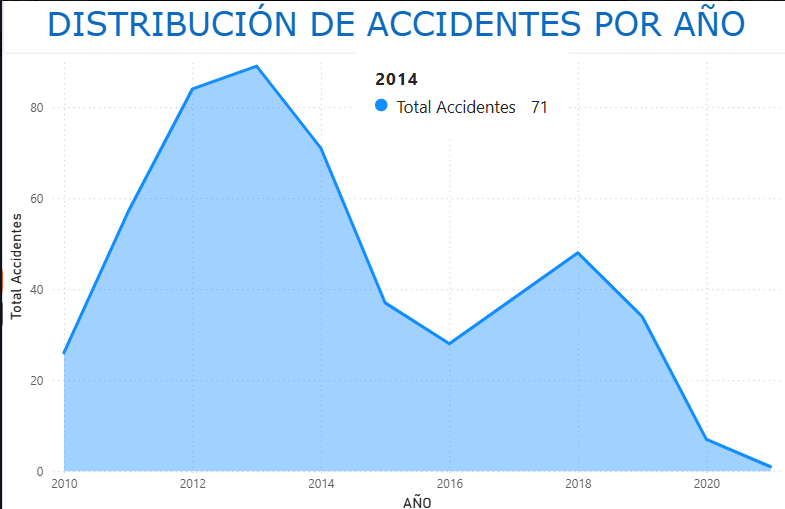 DISTRIBUCIÓN DE ACCIDENTES POR AÑO
2014
Total Accidentes 71
Total Accidentes
80
60
40
20
0
2010 2012 2014 2016 2018 2020
AÑO